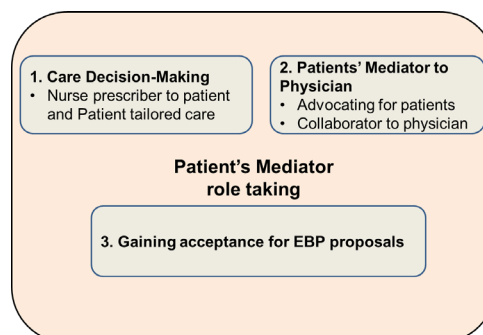 1. Care Decision-Making
• Nurse prescriber to patient
and Patient tailored care
2. Patients’ Mediator to
Physician
• Advocating for patients
• Collaborator to physician
Patient’s Mediator
role taking
3. Gaining acceptance for EBP proposals